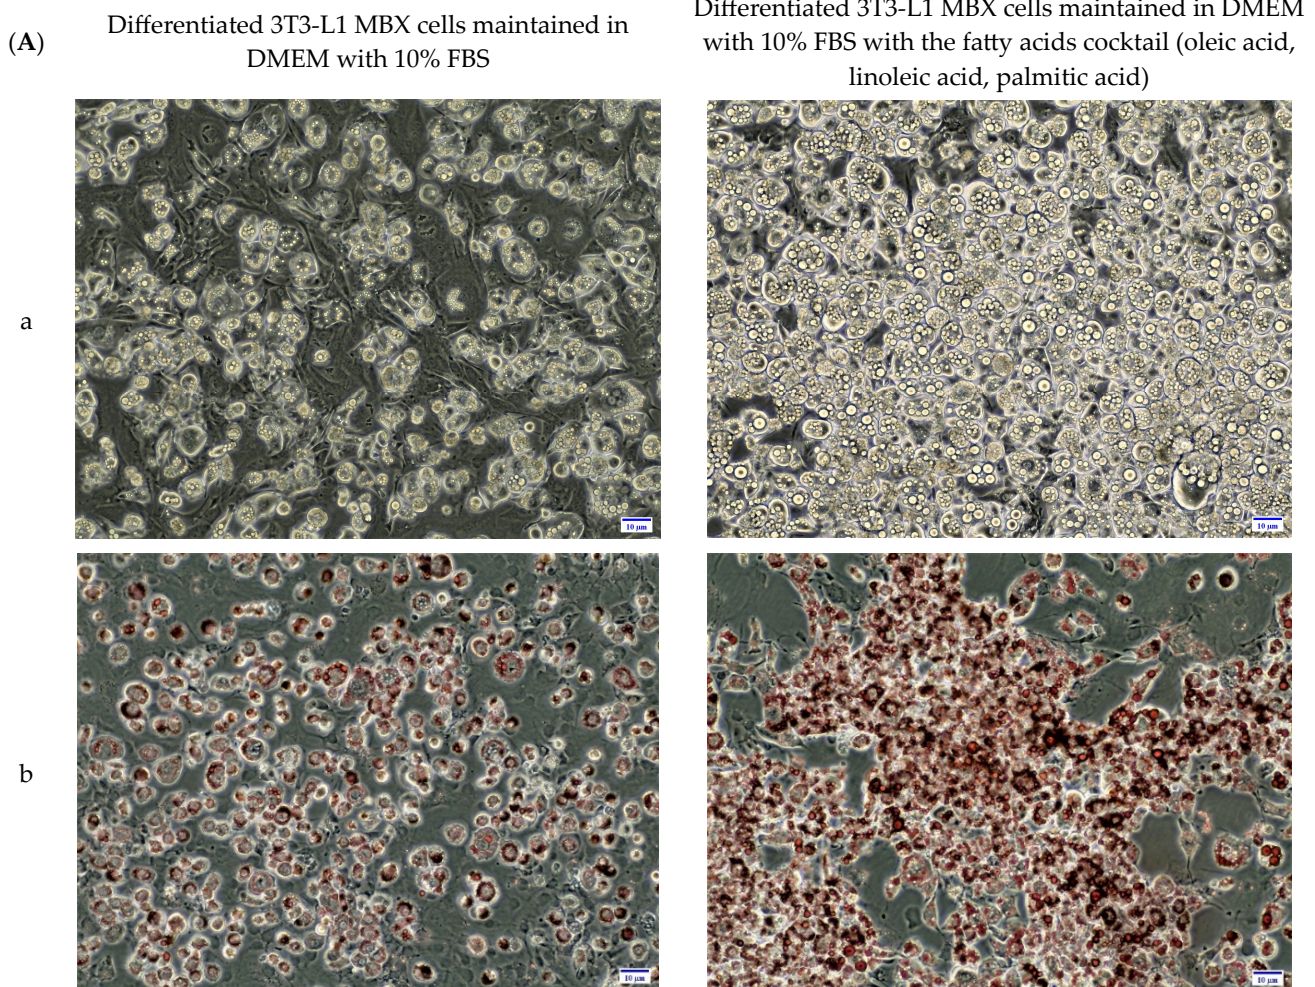 (A)
Differentiated 3T3-L1 MBX cells maintained in
DMEM with 10% FBS
Differentiated 3T3-L1 MBX cells maintained in DMEM
with 10% FBS with the fatty acids cocktail (oleic acid,
linoleic acid, palmitic acid)
a
10 µm
10 µm
b
10 µm
10 µm